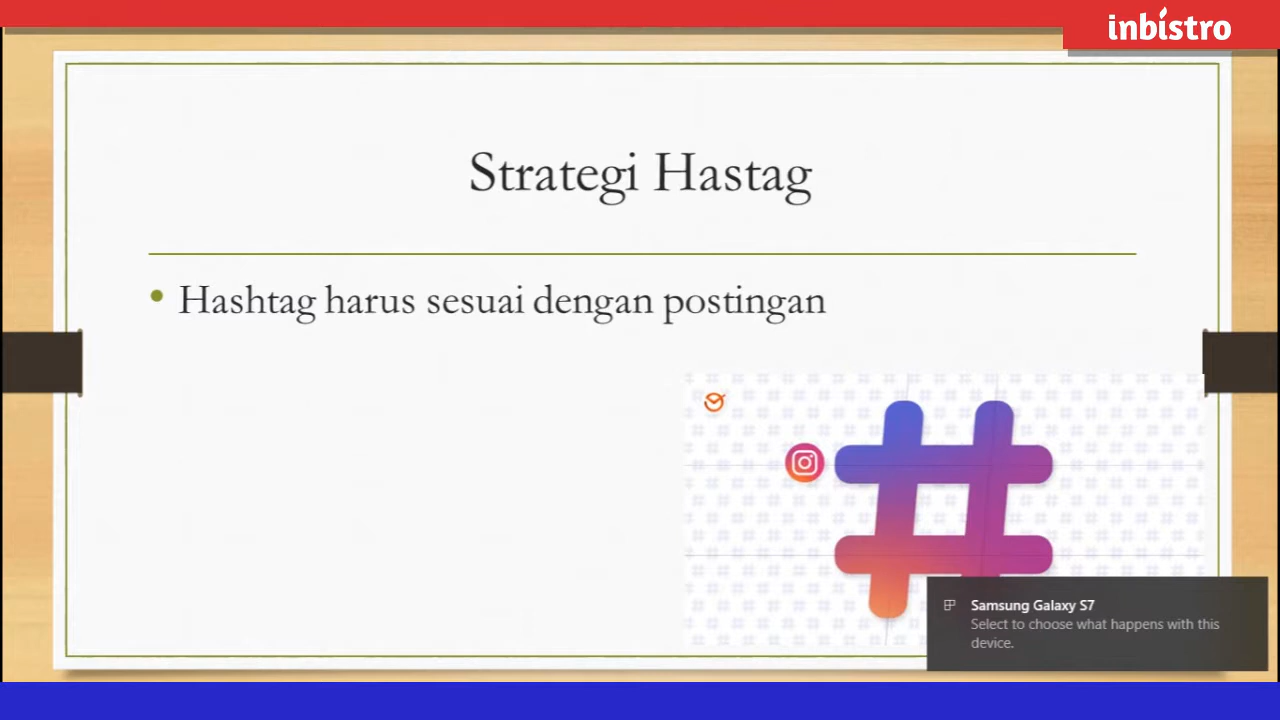 inbistro
Strategi Hastag
• Hashtag harus sesuai dengan postingan
Samsung Galaxy S7
Select to choose what happens with this
device.